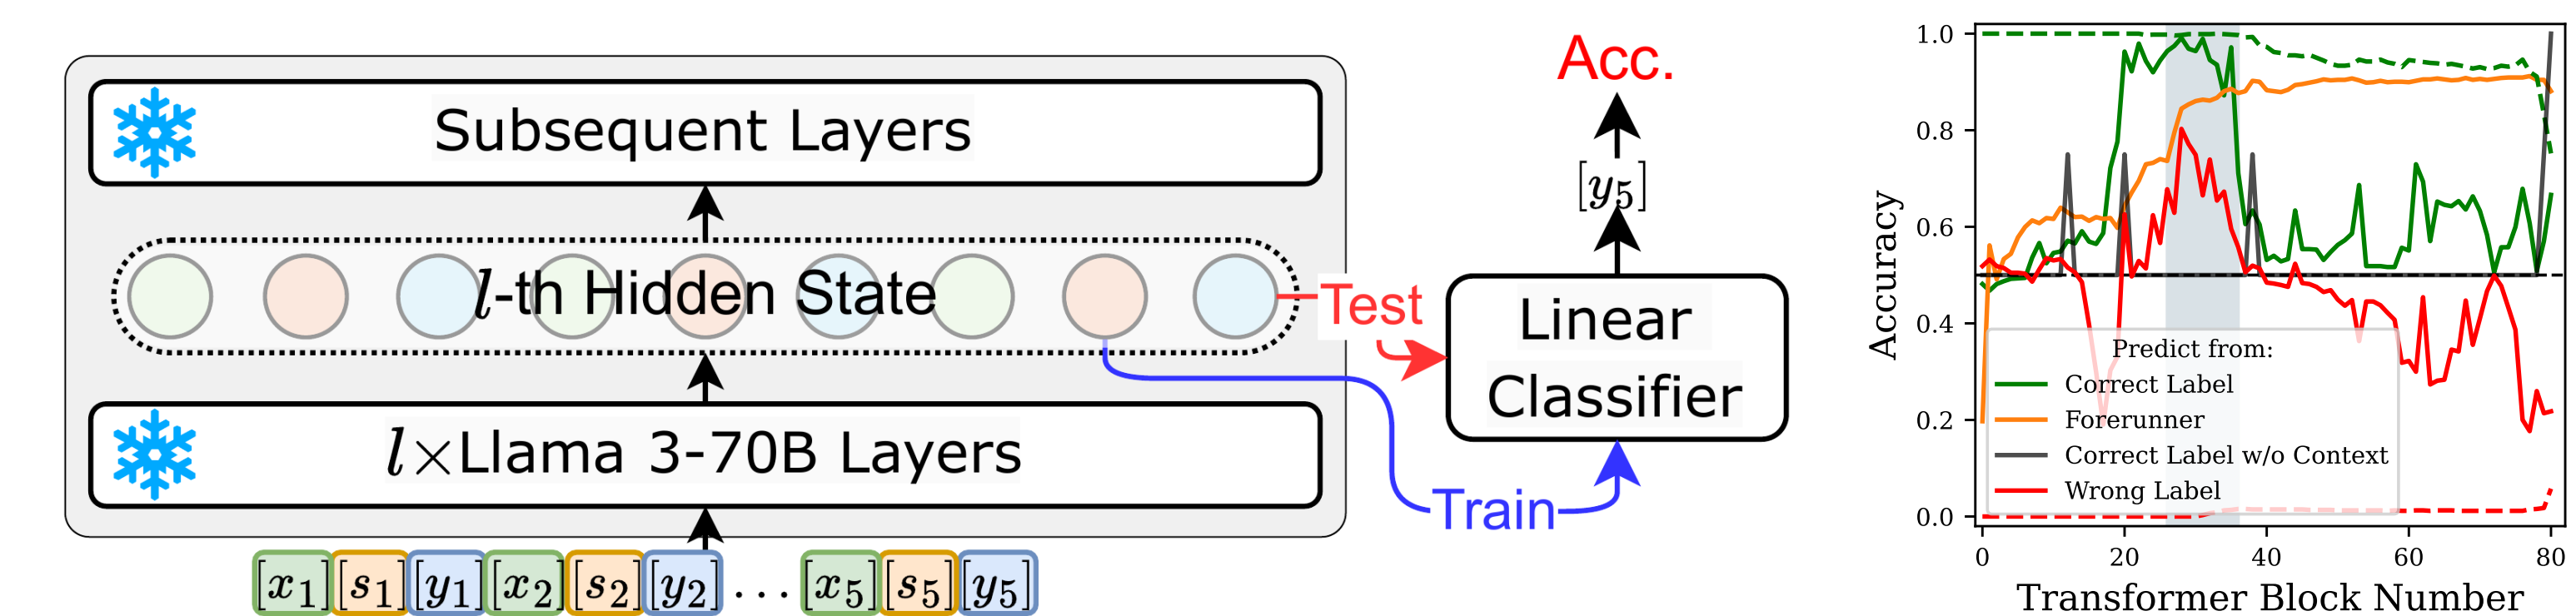 Subsequent Layers
l-th Hidden State
l×Llama 3-70B Layers
[x1][s1][y1][x2][s2][y2]...[x5][s5][y5]
Test
Train
Linear
Classifier
[y5]
Acc.
Accuracy
1.0
0.8
0.6
0.4
0.2
0.0
Predict from:
Correct Label
Forerunner
Correct Label w/o Context
Wrong Label
0 20 40 60 80
Transformer Block Number